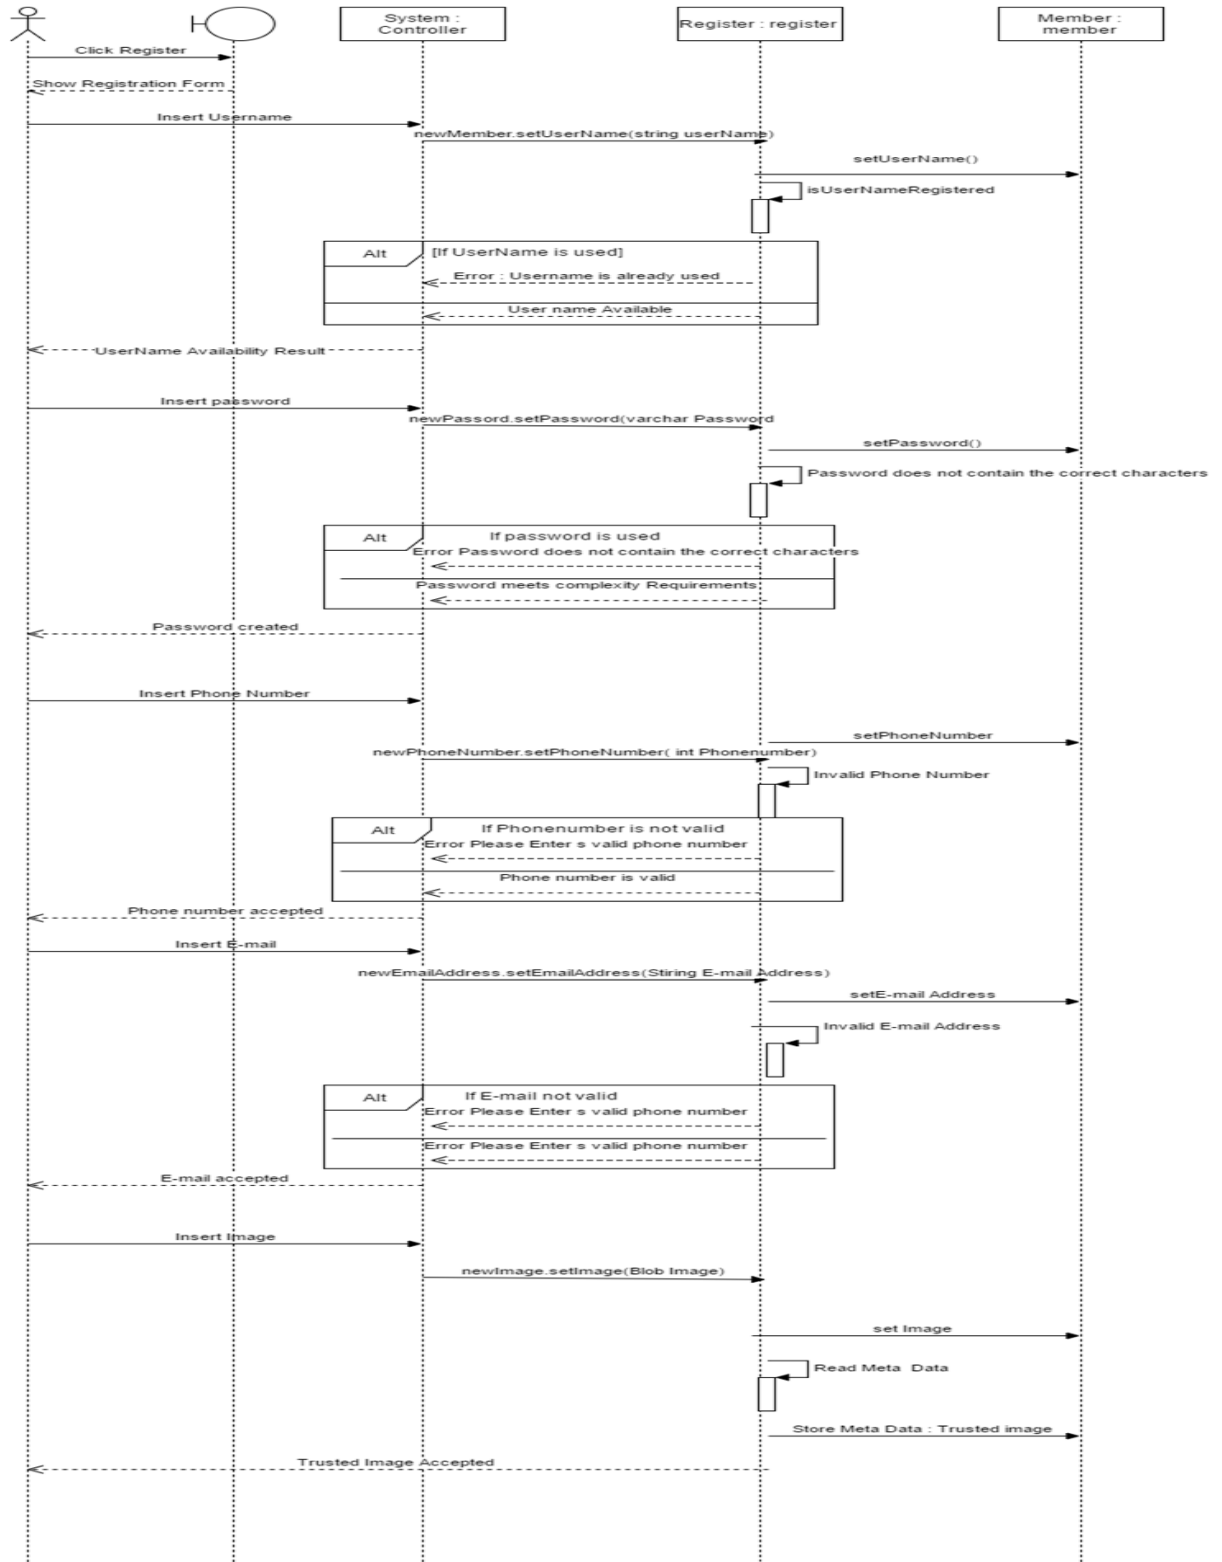 System :
Controller
Register : register
Member :
member
Click Register
Show Registration Form
Insert Username
newMember.setUserName(string userName)
setUserName()
isUserNameRegistered
Alt
[If UserName is used]
Error : Username is already used
User name Available
UserName Availability Result
Insert password
newPassord.setPassword(varchar Password
setPassword()
Password does not contain the correct characters
Alt
If password is used
Error Password does not contain the correct characters
Password meets complexity Requirements
Password created
Insert Phone Number
setPhoneNumber
newPhoneNumber.setPhoneNumber( int Phonenumber)
Invalid Phone Number
Alt
If Phonenumber is not valid
Error Please Enter s valid phone number
Phone number is valid
Phone number accepted
Insert E-mail
newEmailAddress.setEmailAddress(Stiring E-mail Address)
setE-mail Address
Invalid E-mail Address
Alt
If E-mail not valid
Error Please Enter s valid phone number
Error Please Enter s valid phone number
E-mail accepted
Insert Image
newImage.setImage(Blob Image)
set Image
Read Meta Data
Store Meta Data : Trusted image
Trusted Image Accepted